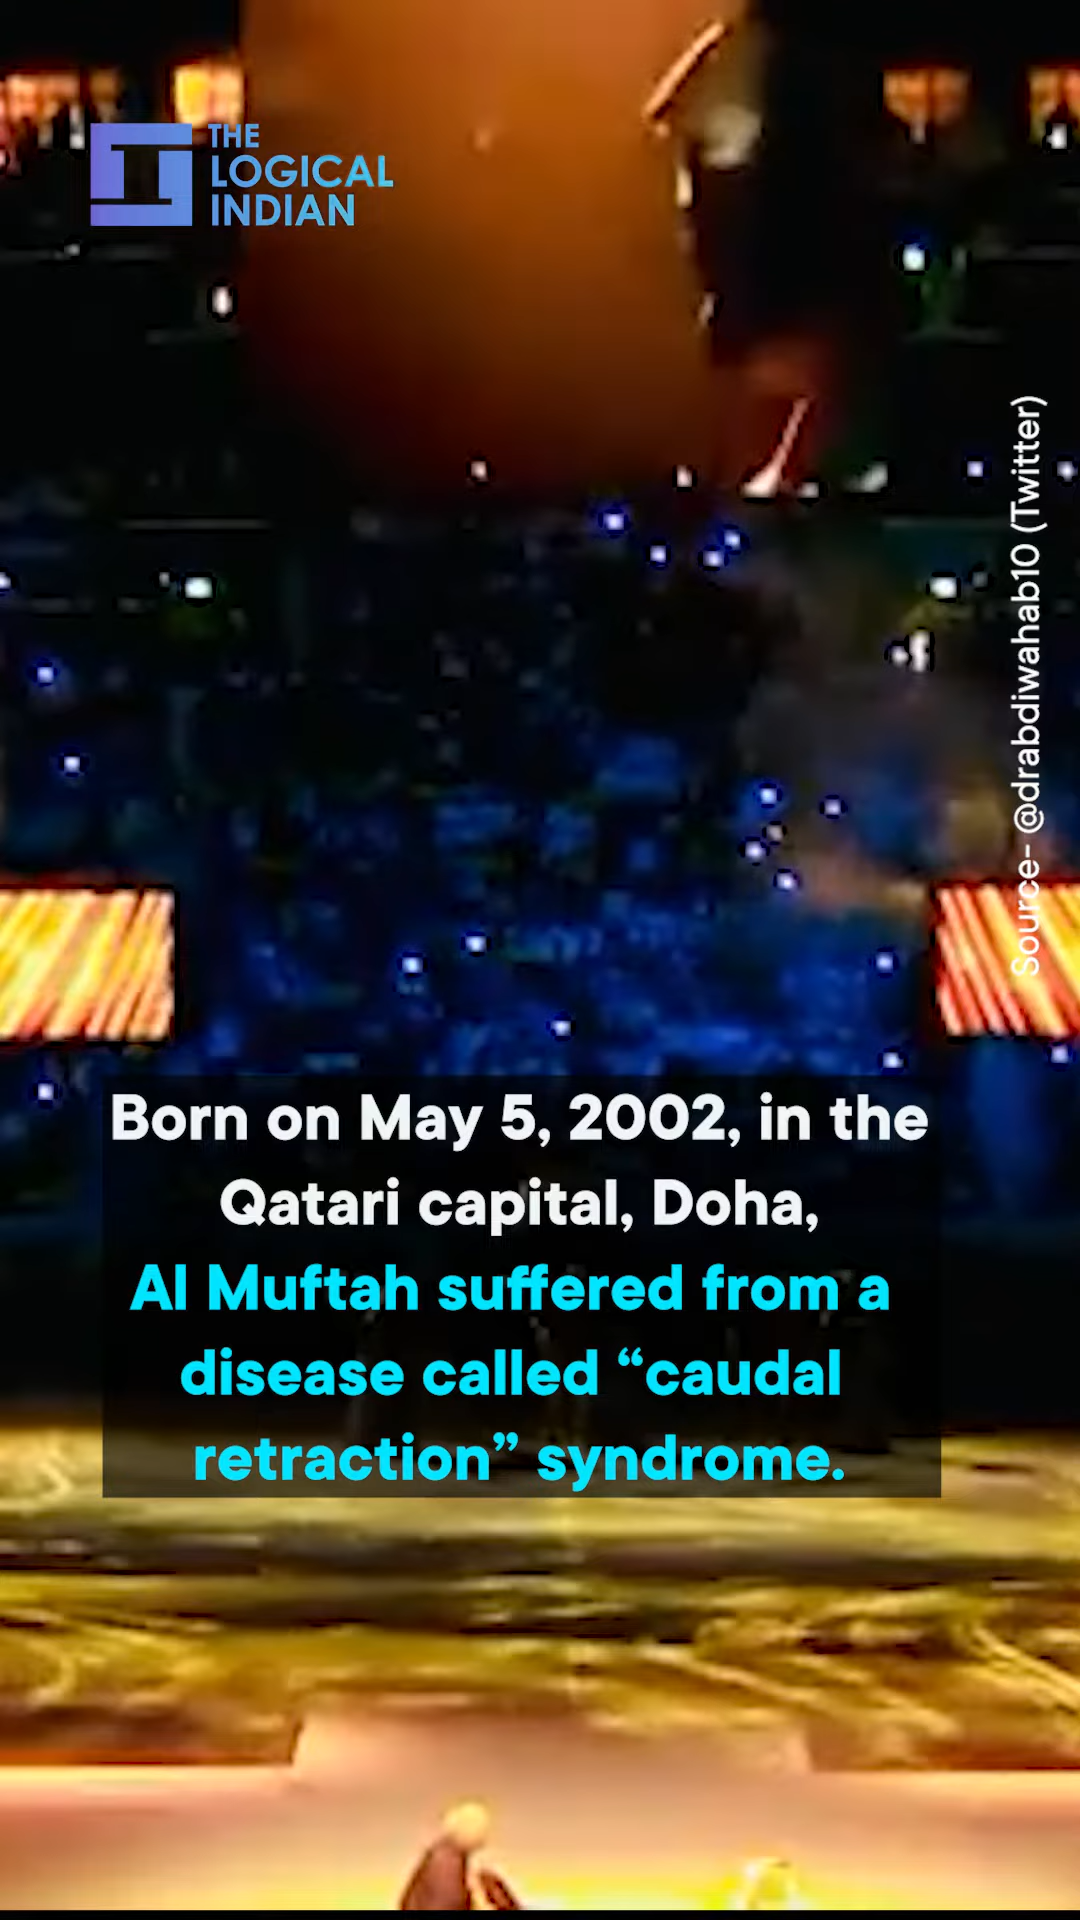 THE
LOGICAL
INDIAN
Source- @drabdiwahab10 (Twitter)
Born on May 5, 2002, in the
Qatari capital, Doha,
Al Muftah suffered from a
disease called “caudal
retraction” syndrome.